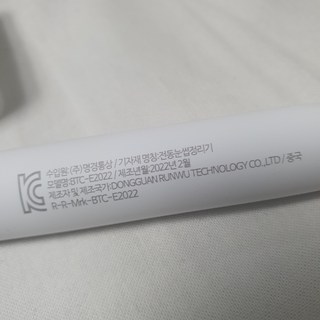 수입원: (주)명경통상 / 기자재 명칭:전동눈썹정리기
모델명:BTC-E2022 / 제조년월:2022년 2월
제조자 및 제조국가:DONGGUAN RUNWU TECHNOLOGY CO.,LTD / 중국
R-R-Mrk-BTC-E2022